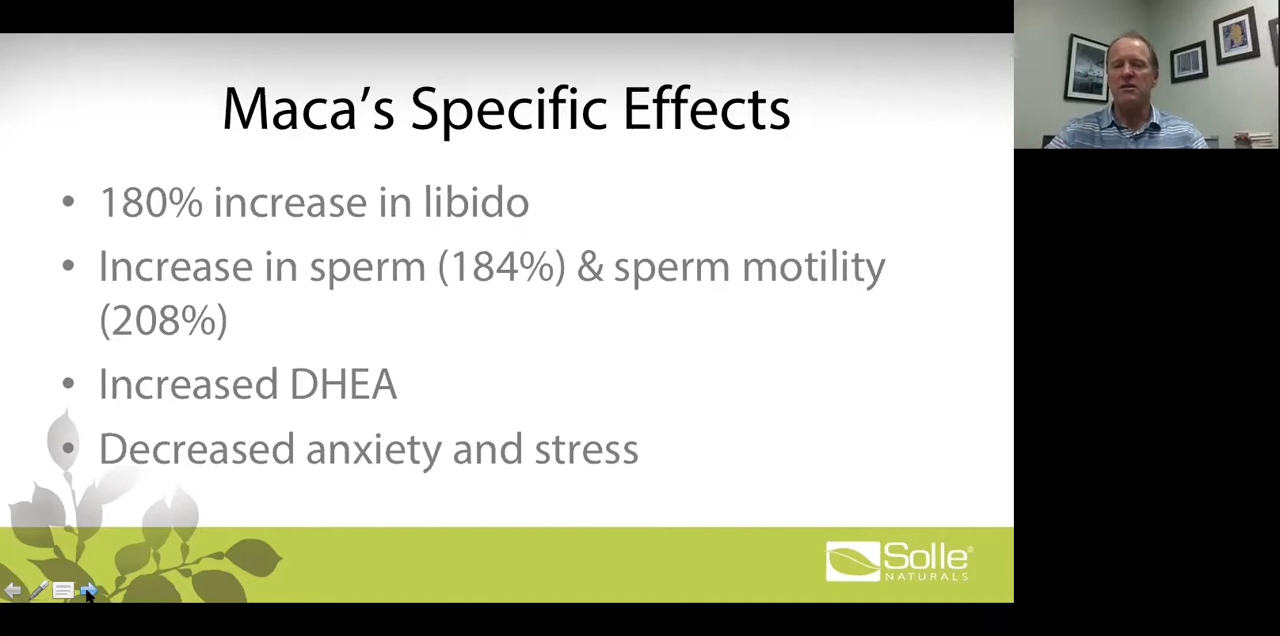 Maca's Specific Effects
• 180% increase in libido
• Increase in sperm (184%) & sperm motility
(208%)
• Increased DHEA
• Decreased anxiety and stress
Solle®
NATURALS